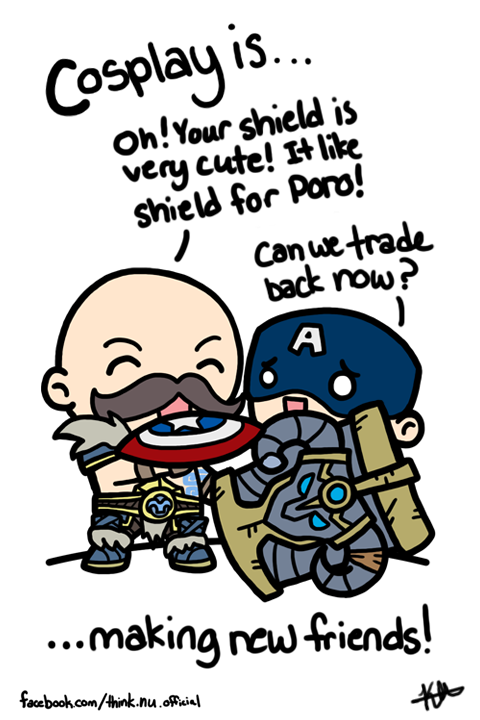 Cosplay is...
Oh! Your shield is
very cute! It like
shield for Poro!
Can we trade
back now?
A
...making new friends!
facebook.com/think.nu.official